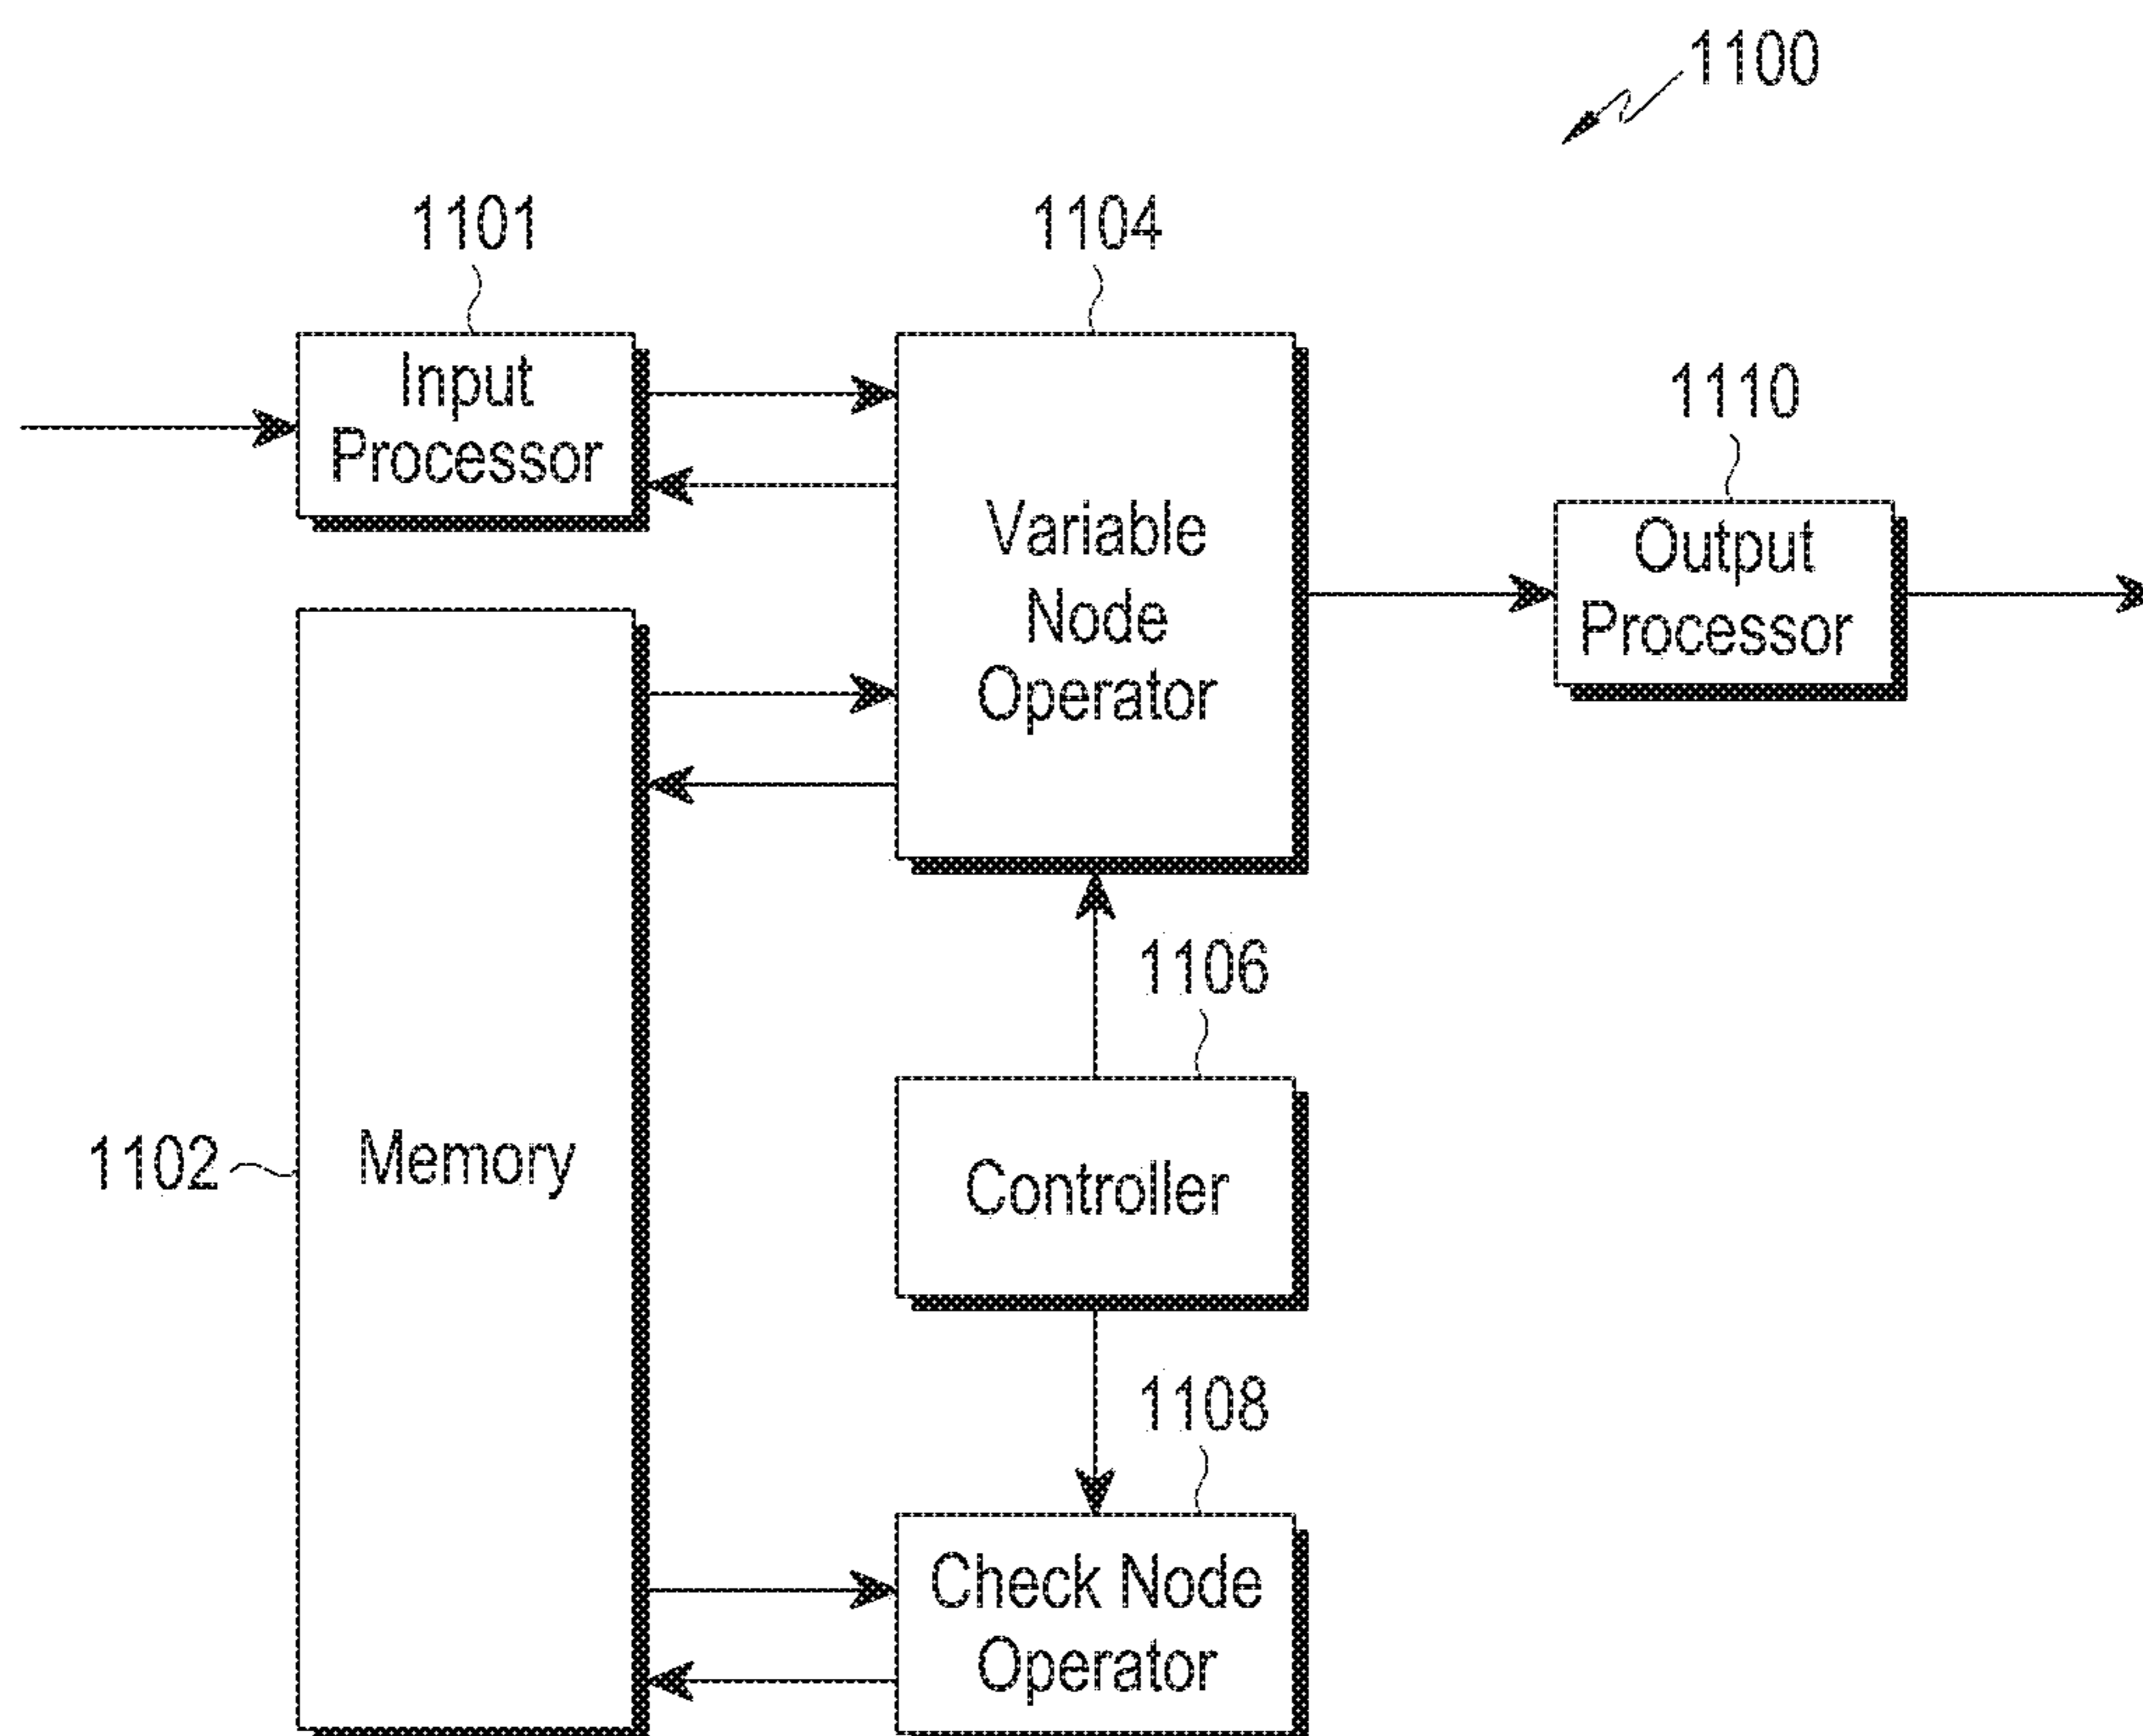 1100
1101
1104
Input
Processor
1110
Variable
Node
Operator
Output
Processor
1106
1102
Memory
Controller
1108
Check Node
Operator